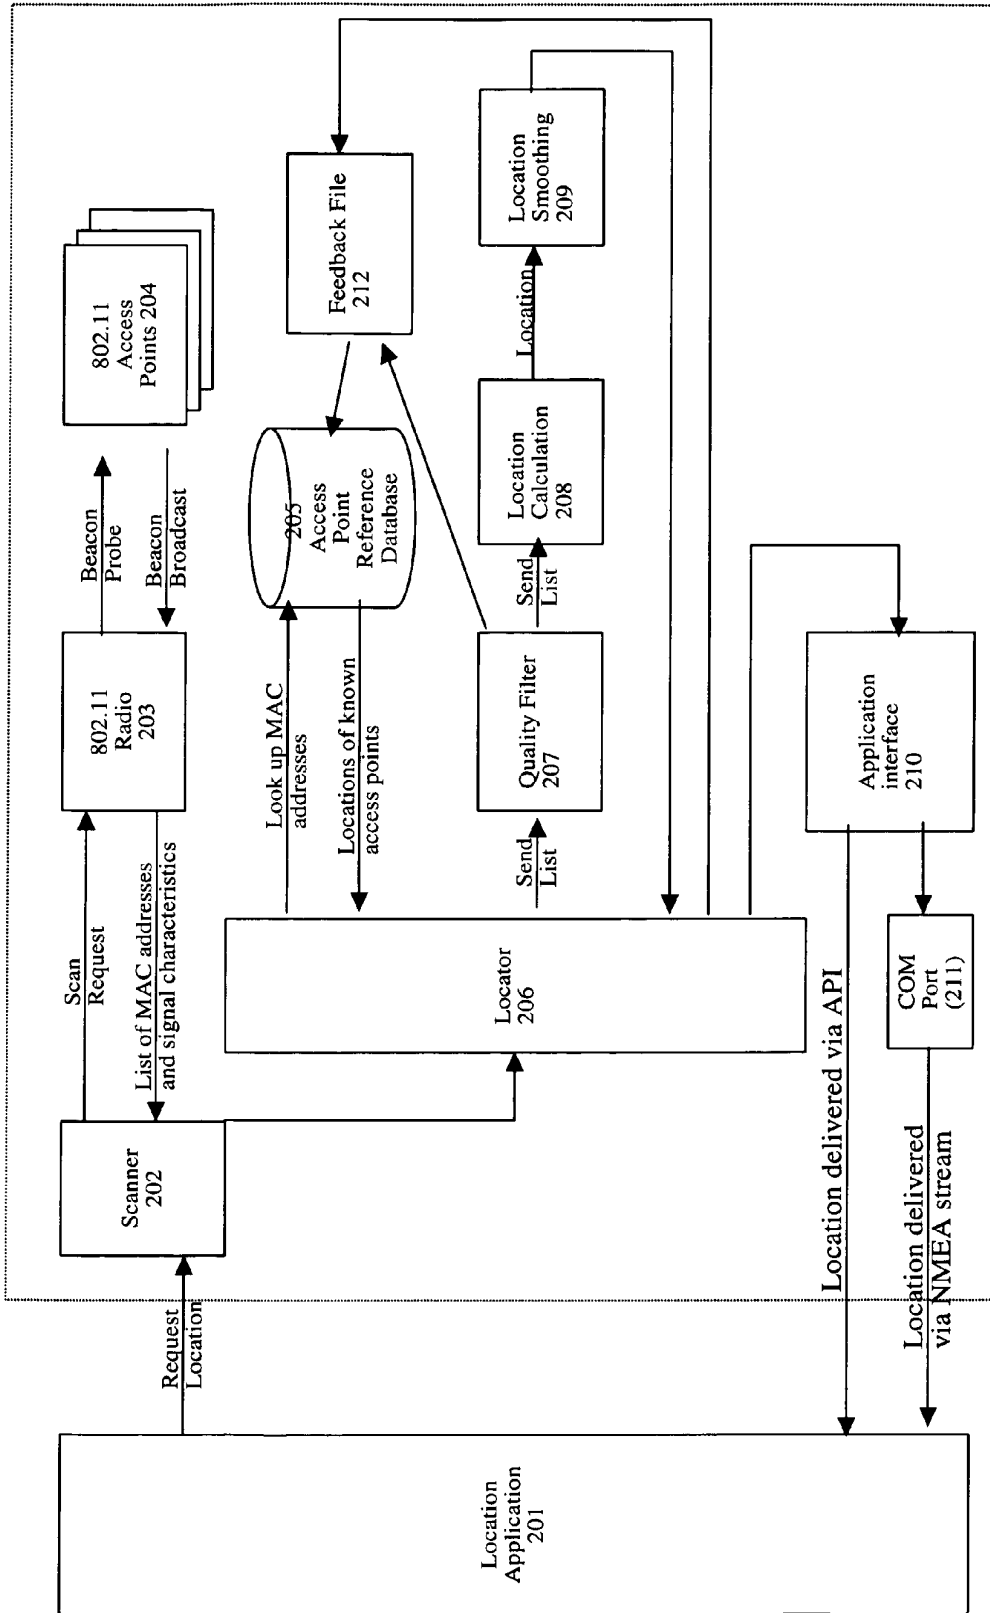 Location
Application
201
Request
Location
Scanner
202
Scan
Request
List of MAC addresses
and signal characteristics
802.11
Radio
203
Beacon
Probe
Beacon
Broadcast
802.11
Access
Points 204
Locator
206
Look up MAC
addresses
Locations of known
access points
205
Access
Point
Reference
Database
Feedback File
212
Send
List
Quality Filter
207
Send
List
Location
Calculation
208
Location
Location
Smoothing
209
Application
interface
210
COM
Port
(211)
Location delivered via API
Location delivered
via NMEA stream